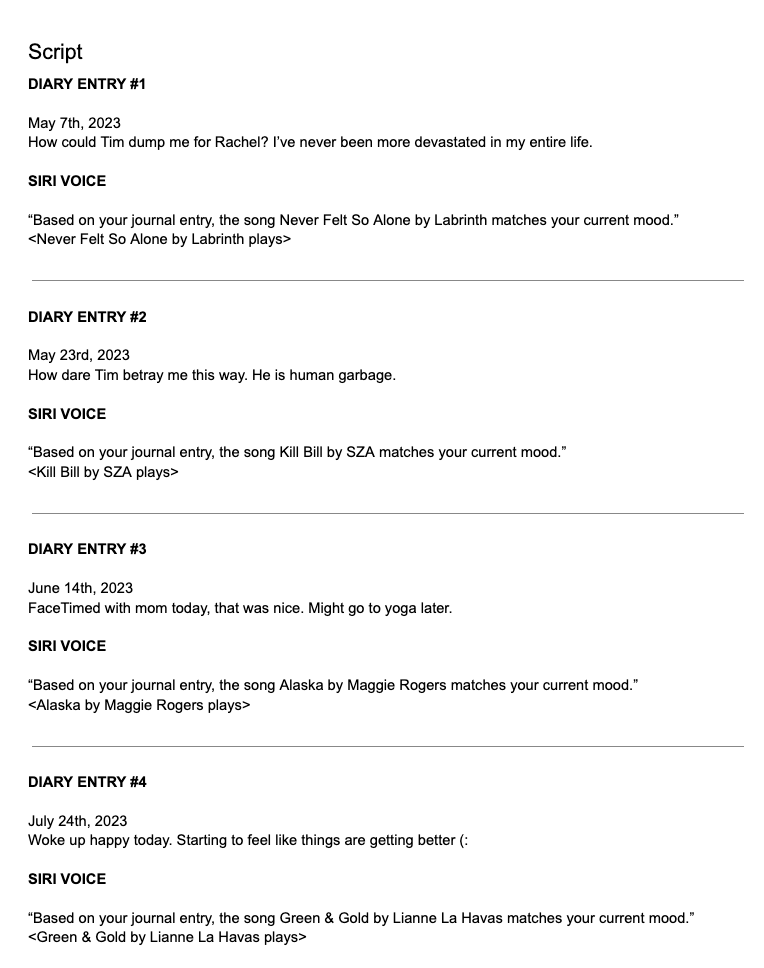 Script
DIARY ENTRY #1
May 7th, 2023
How could Tim dump me for Rachel? I’ve never been more devastated in my entire life.
SIRI VOICE
“Based on your journal entry, the song Never Felt So Alone by Labrinth matches your current mood.”
<Never Felt So Alone by Labrinth plays>
DIARY ENTRY #2
May 23rd, 2023
How dare Tim betray me this way. He is human garbage.
SIRI VOICE
“Based on your journal entry, the song Kill Bill by SZA matches your current mood.”
<Kill Bill by SZA plays>
DIARY ENTRY #3
June 14th, 2023
FaceTimed with mom today, that was nice. Might go to yoga later.
SIRI VOICE
“Based on your journal entry, the song Alaska by Maggie Rogers matches your current mood.”
<Alaska by Maggie Rogers plays>
DIARY ENTRY #4
July 24th, 2023
Woke up happy today. Starting to feel like things are getting better (:
SIRI VOICE
“Based on your journal entry, the song Green & Gold by Lianne La Havas matches your current mood.”
<Green & Gold by Lianne La Havas plays>